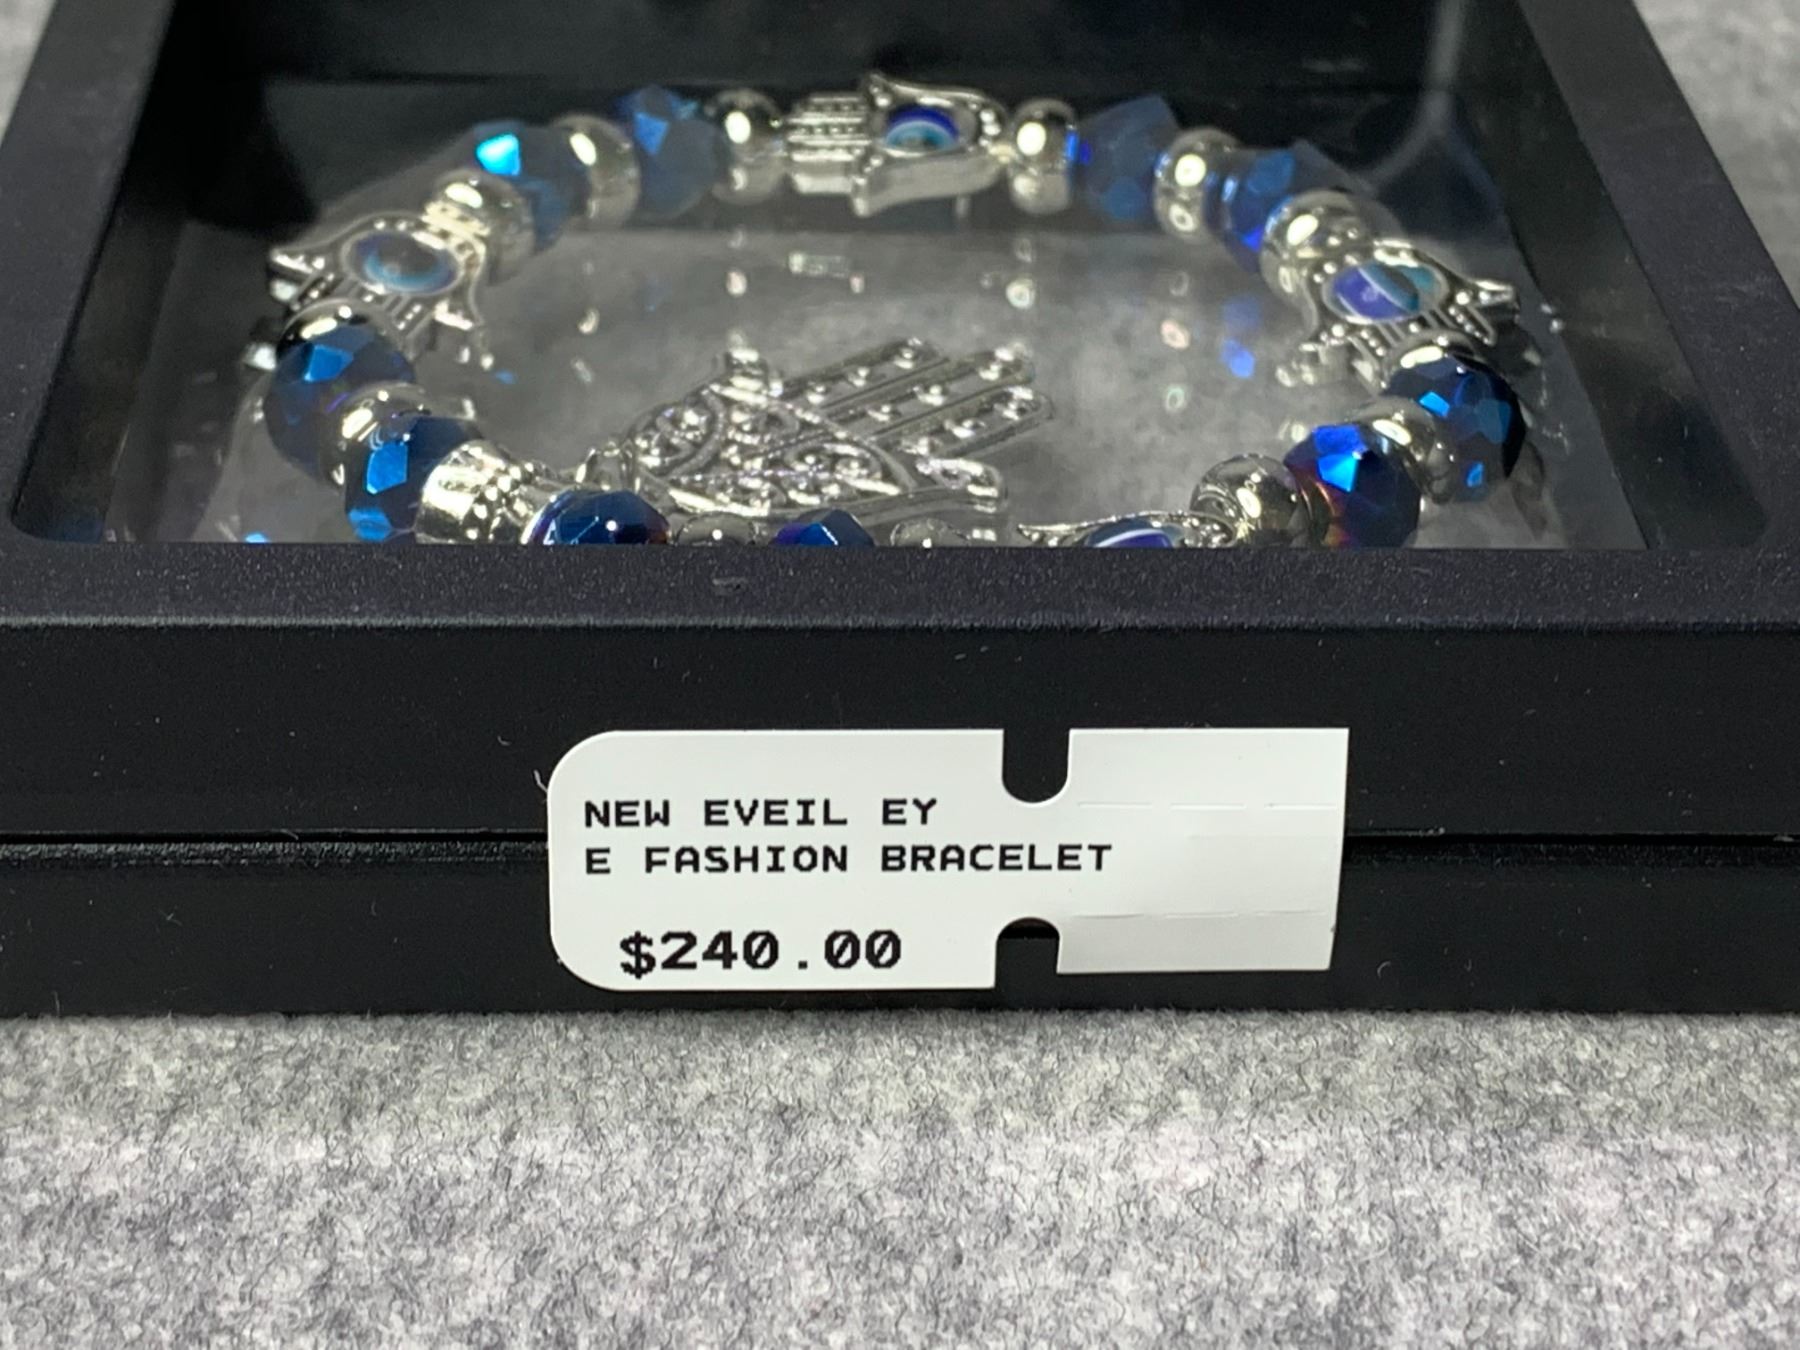 NEW EVEIL EY
E FASHION BRACELET
$240.00